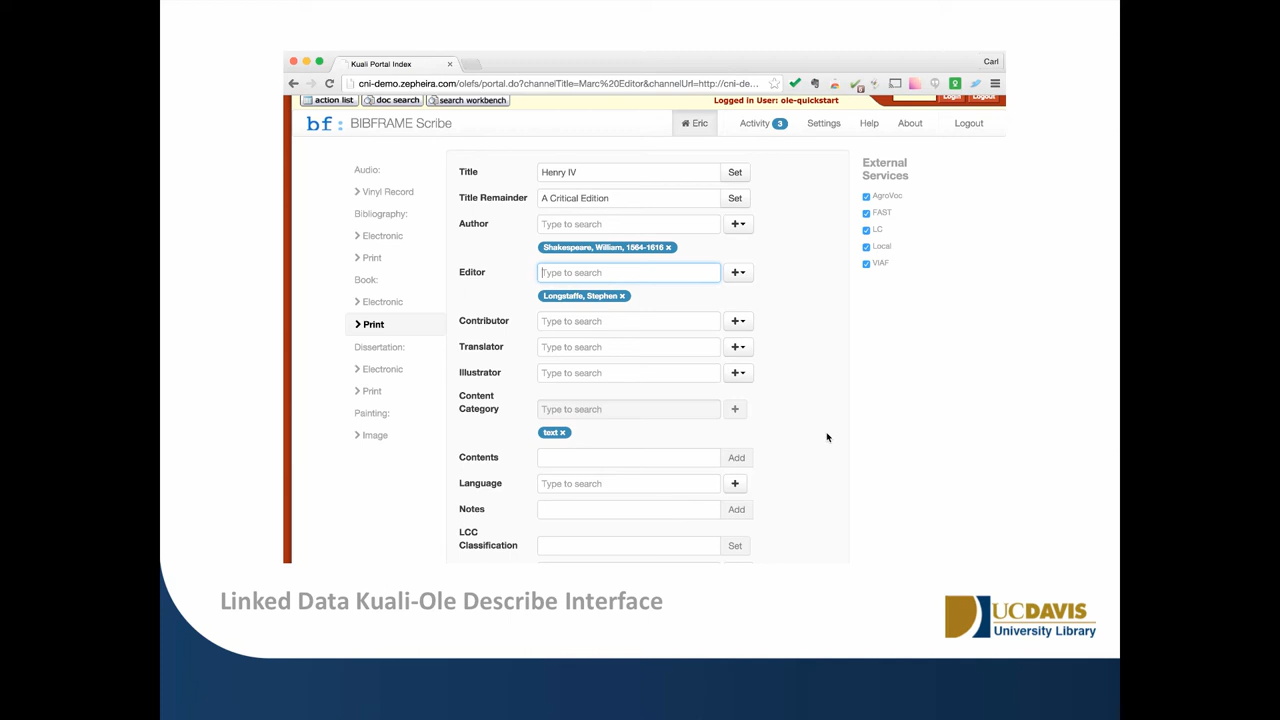 Kuali Portal Index
Carl
cni-demo.zepheira.com/olefs/portal.do?channelTitle=Marc%20Editor&channelUrl=http://cni-de...
action list
doc search
search workbench
Logged in User: ole-quickstart
Login
Logout
bf: BIBFRAME Scribe
Eric
Activity 3
Settings
Help
About
Logout
Audio:
Vinyl Record
Bibliography:
Electronic
Print
Book:
Electronic
Print
Dissertation:
Electronic
Print
Painting:
Image
Title Henry IV Set
Title Remainder A Critical Edition Set
Author Type to search
Shakespeare, William, 1564-1616 ×
Editor Type to search
Longstaffe, Stephen ×
Contributor Type to search
Translator Type to search
Illustrator Type to search
Content
Category Type to search
text ×
Contents Add
Language Type to search
Notes Add
LCC
Classification Set
External
Services
AgroVoc
FAST
LC
Local
VIAF
Linked Data Kuali-Ole Describe Interface
UCDAVIS
University Library